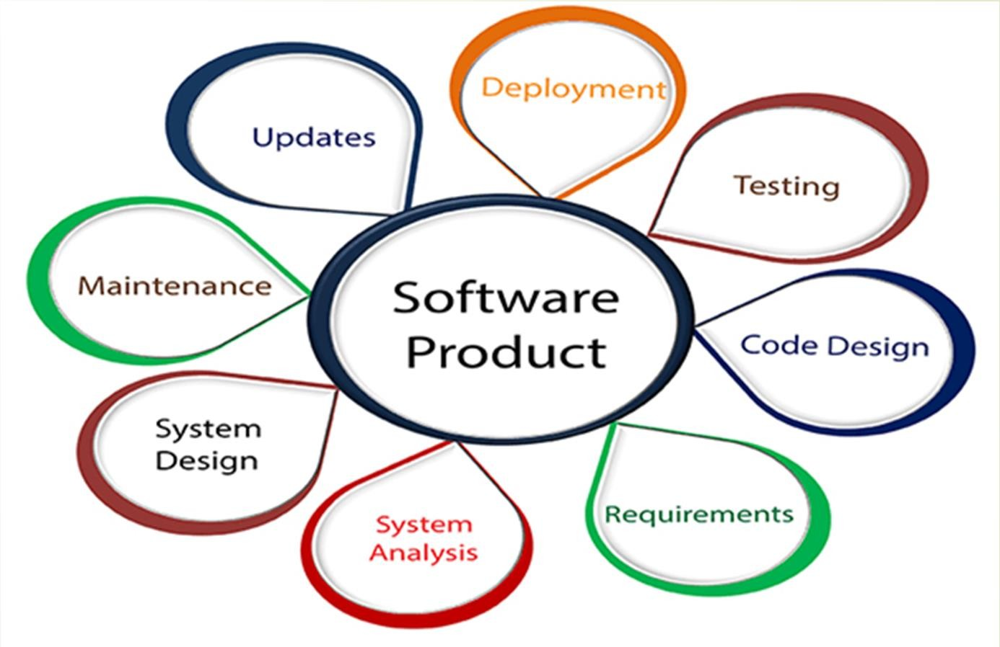 Deployment
Updates
Testing
Maintenance
Software
Product
Code Design
System
Design
Requirements
System
Analysis